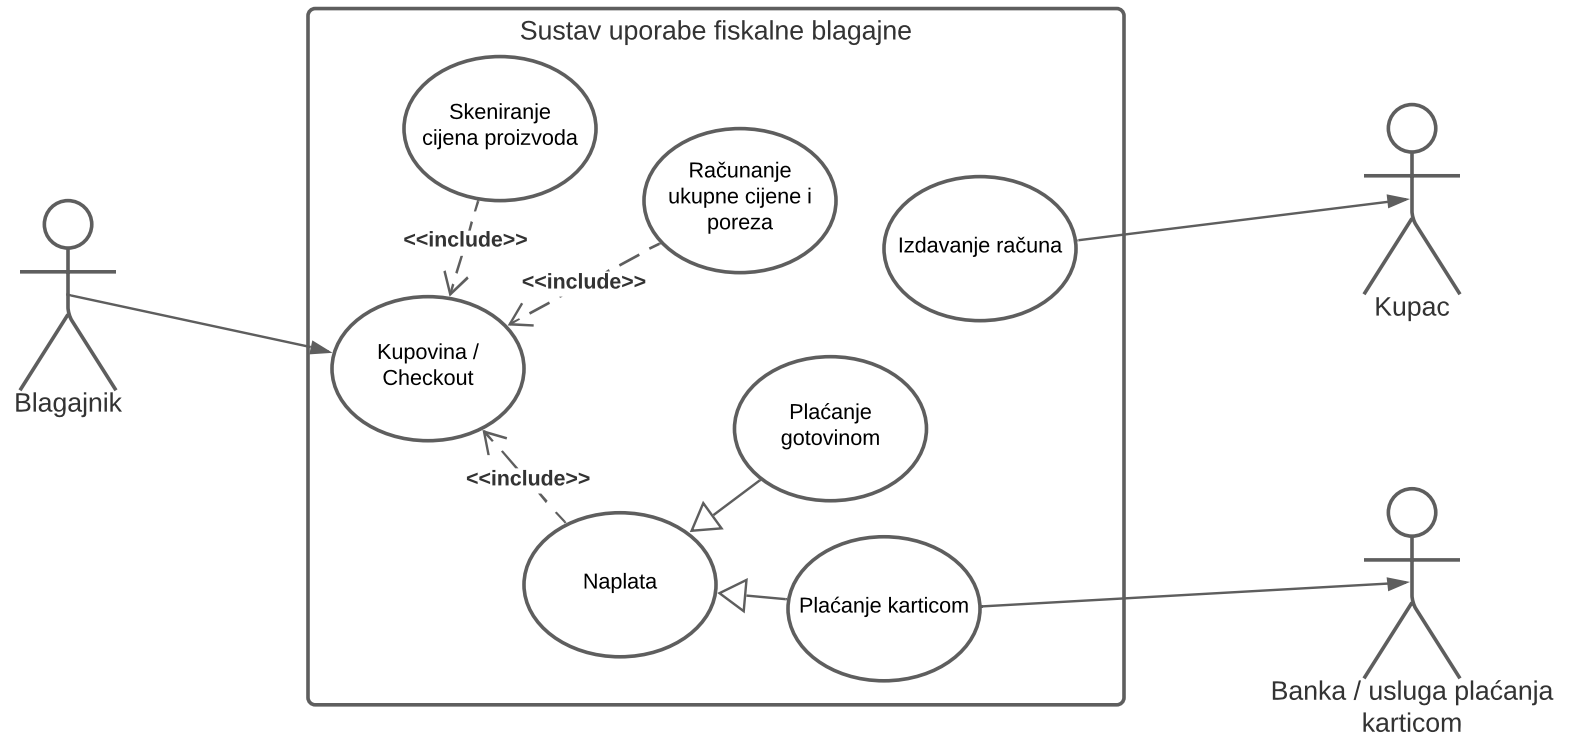 Sustav uporabe fiskalne blagajne
Skeniranje
cijena proizvoda
Računanje
ukupne cijene i
poreza
Izdavanje računa
Kupac
<<include>>
<<include>>
Kupovina /
Checkout
Blagajnik
Plaćanje
gotovinom
<<include>>
Naplata
Plaćanje karticom
Banka / usluga plaćanja
karticom